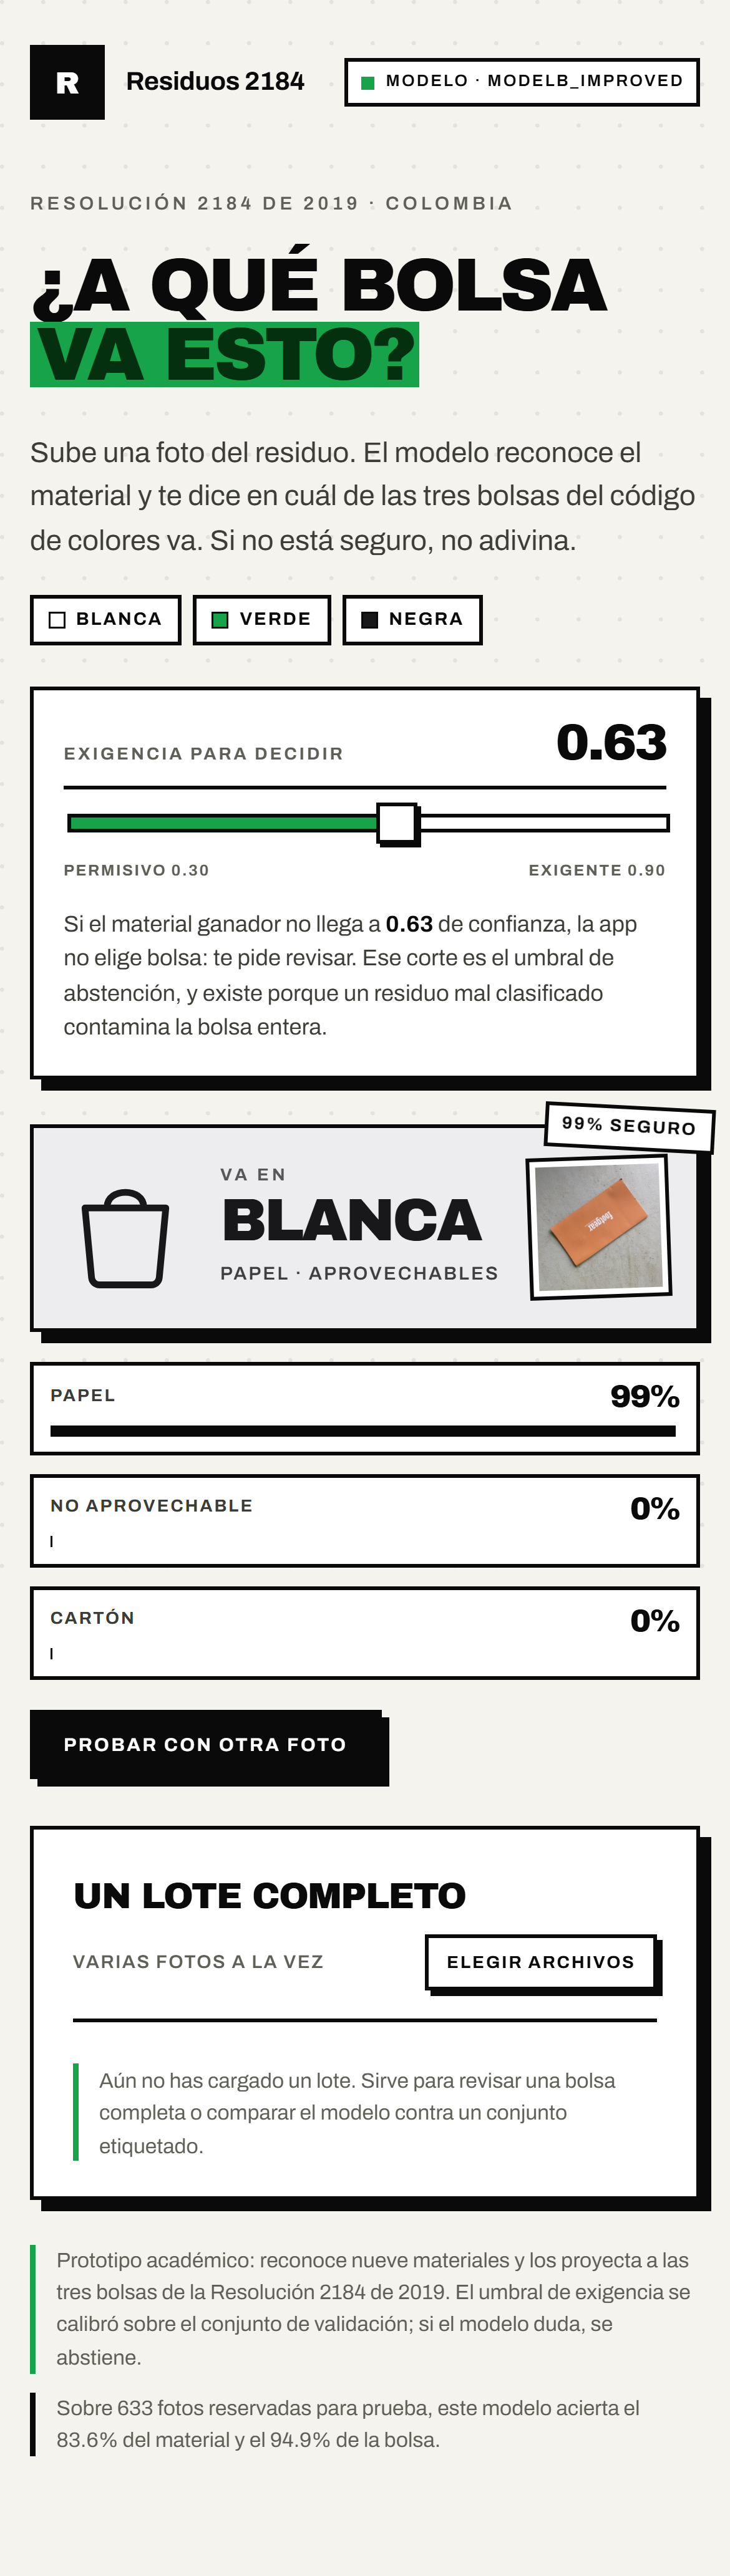 R
Residuos 2184
MODELO · MODELB_IMPROVED
RESOLUCIÓN 2184 DE 2019 · COLOMBIA
¿A QUÉ BOLSA
VA ESTO?
Sube una foto del residuo. El modelo reconoce el
material y te dice en cuál de las tres bolsas del código
de colores va. Si no está seguro, no adivina.
BLANCA
VERDE
NEGRA
EXIGENCIA PARA DECIDIR
0.63
PERMISIVO 0.30
EXIGENTE 0.90
Si el material ganador no llega a 0.63 de confianza, la app
no elige bolsa: te pide revisar. Ese corte es el umbral de
abstención, y existe porque un residuo mal clasificado
contamina la bolsa entera.
99% SEGURO
VA EN
BLANCA
PAPEL · APROVECHABLES
PAPEL
99%
NO APROVECHABLE
0%
CARTÓN
0%
PROBAR CON OTRA FOTO
UN LOTE COMPLETO
VARIAS FOTOS A LA VEZ
ELEGIR ARCHIVOS
Aún no has cargado un lote. Sirve para revisar una bolsa
completa o comparar el modelo contra un conjunto
etiquetado.
Prototipo académico: reconoce nueve materiales y los proyecta a las
tres bolsas de la Resolución 2184 de 2019. El umbral de exigencia se
calibró sobre el conjunto de validación; si el modelo duda, se
abstiene.
Sobre 633 fotos reservadas para prueba, este modelo acierta el
83.6% del material y el 94.9% de la bolsa.